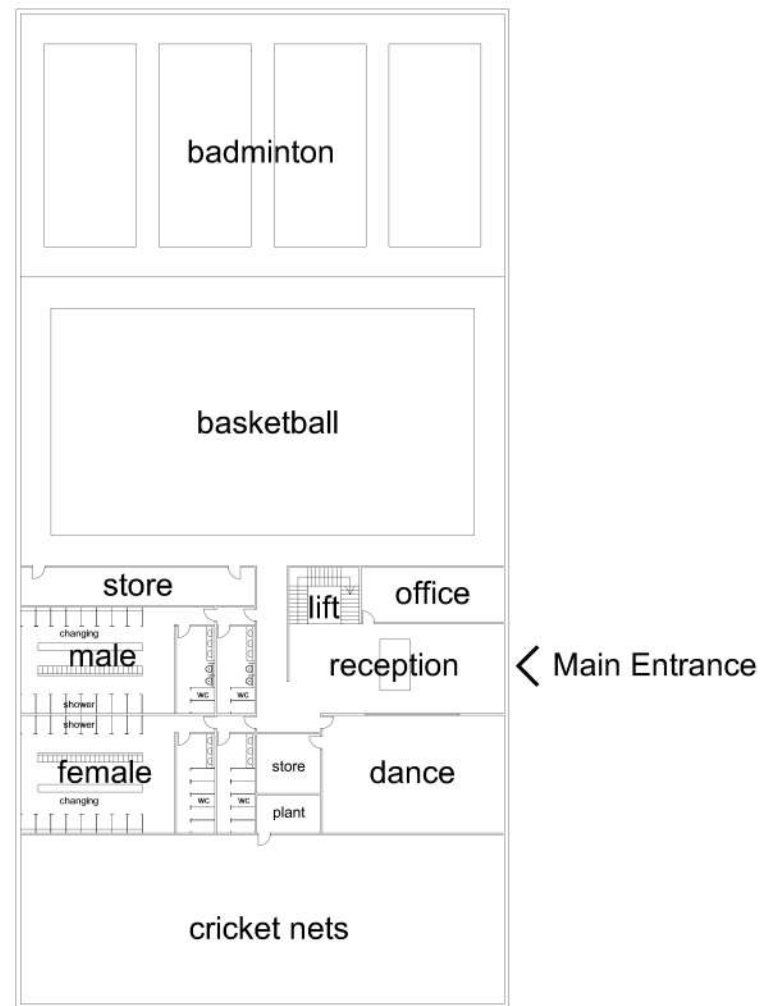 badminton
basketball
store
office
lift
changing
male
reception
Main Entrance
WC
WC
shower
shower
female
store
dance
changing
WC
WC
plant
cricket nets